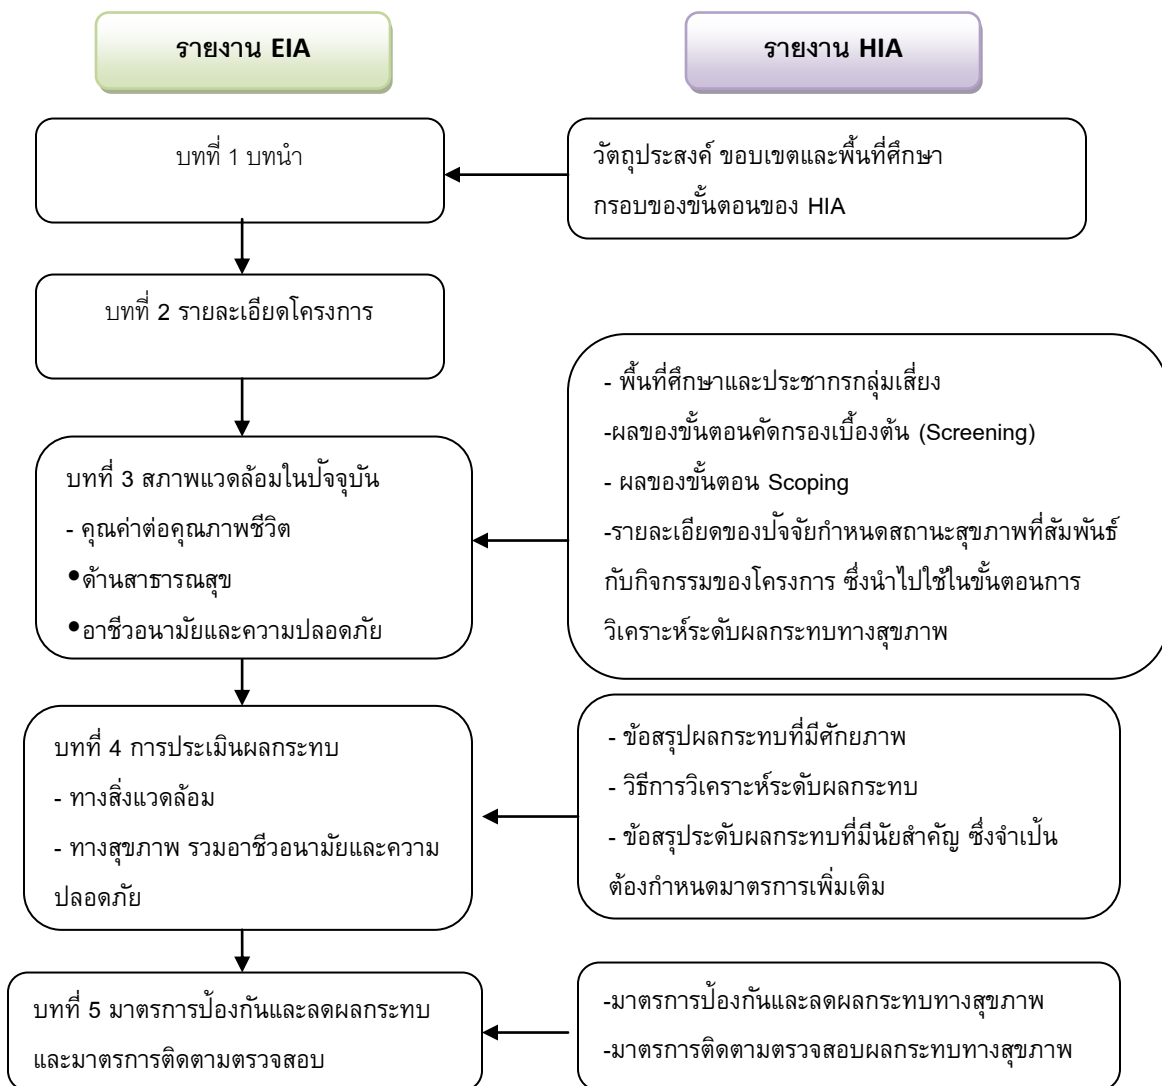 รายงาน EIA
รายงาน HIA
บทที่ 1 บทนำ
วัตถุประสงค์ ขอบเขตและพื้นที่ศึกษา
กรอบของขั้นตอนของ HIA
บทที่ 2 รายละเอียดโครงการ
- พื้นที่ศึกษาและประชากรกลุ่มเสี่ยง
-ผลของขั้นตอนคัดกรองเบื้องต้น (Screening)
- ผลของขั้นตอน Scoping
-รายละเอียดของปัจจัยกำหนดสถานะสุขภาพที่สัมพันธ์
กับกิจกรรมของโครงการ ซึ่งนำไปใช้ในขั้นตอนการ
วิเคราะห์ระดับผลกระทบทางสุขภาพ
บทที่ 3 สภาพแวดล้อมในปัจจุบัน
- คุณค่าต่อคุณภาพชีวิต
•ด้านสาธารณสุข
•อาชีวอนามัยและความปลอดภัย
บทที่ 4 การประเมินผลกระทบ
- ทางสิ่งแวดล้อม
- ทางสุขภาพ รวมอาชีวอนามัยและความ
ปลอดภัย
- ข้อสรุปผลกระทบที่มีศักยภาพ
- วิธีการวิเคราะห์ระดับผลกระทบ
- ข้อสรุประดับผลกระทบที่มีนัยสำคัญ ซึ่งจำเป็น
ต้องกำหนดมาตรการเพิ่มเติม
บทที่ 5 มาตรการป้องกันและลดผลกระทบ
และมาตรการติดตามตรวจสอบ
-มาตรการป้องกันและลดผลกระทบทางสุขภาพ
-มาตรการติดตามตรวจสอบผลกระทบทางสุขภาพ